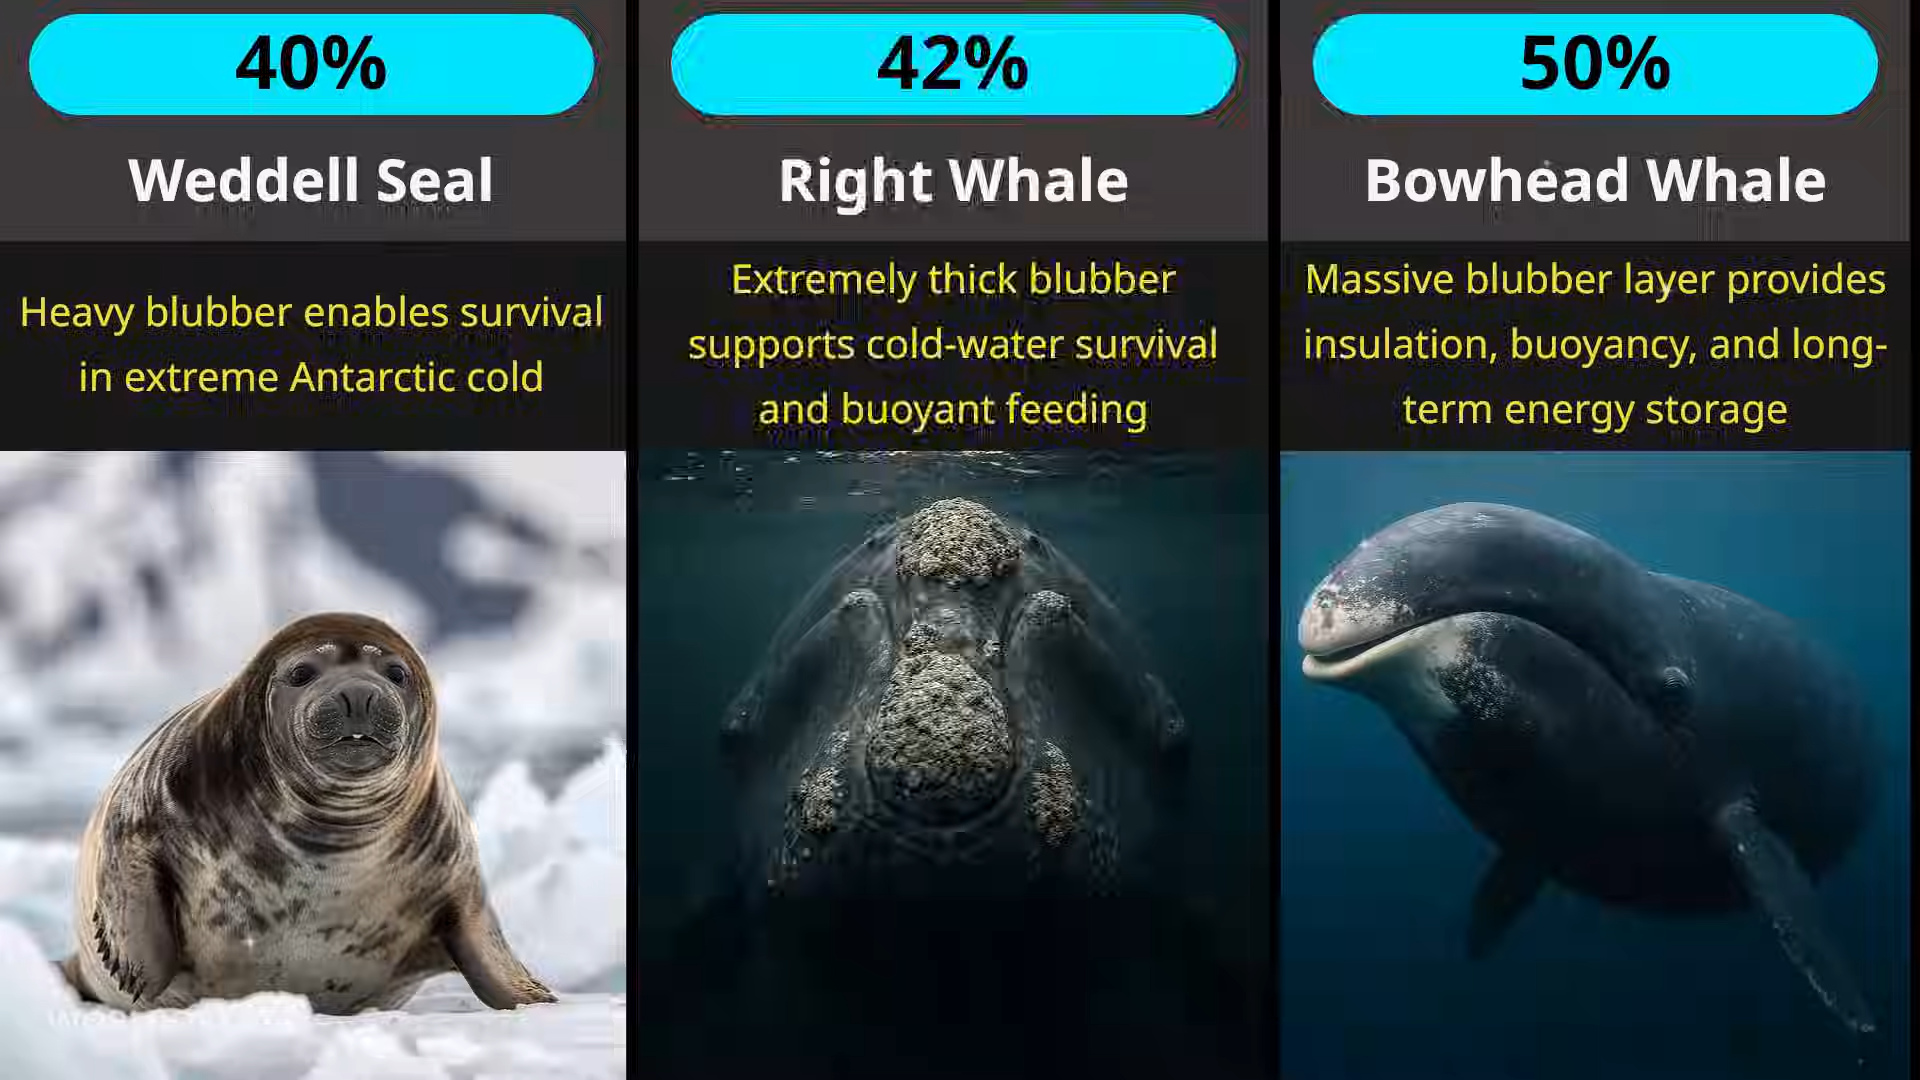 40%
Weddell Seal
Heavy blubber enables survival
in extreme Antarctic cold
42%
Right Whale
Extremely thick blubber
supports cold-water survival
and buoyant feeding
50%
Bowhead Whale
Massive blubber layer provides
insulation, buoyancy, and long-
term energy storage